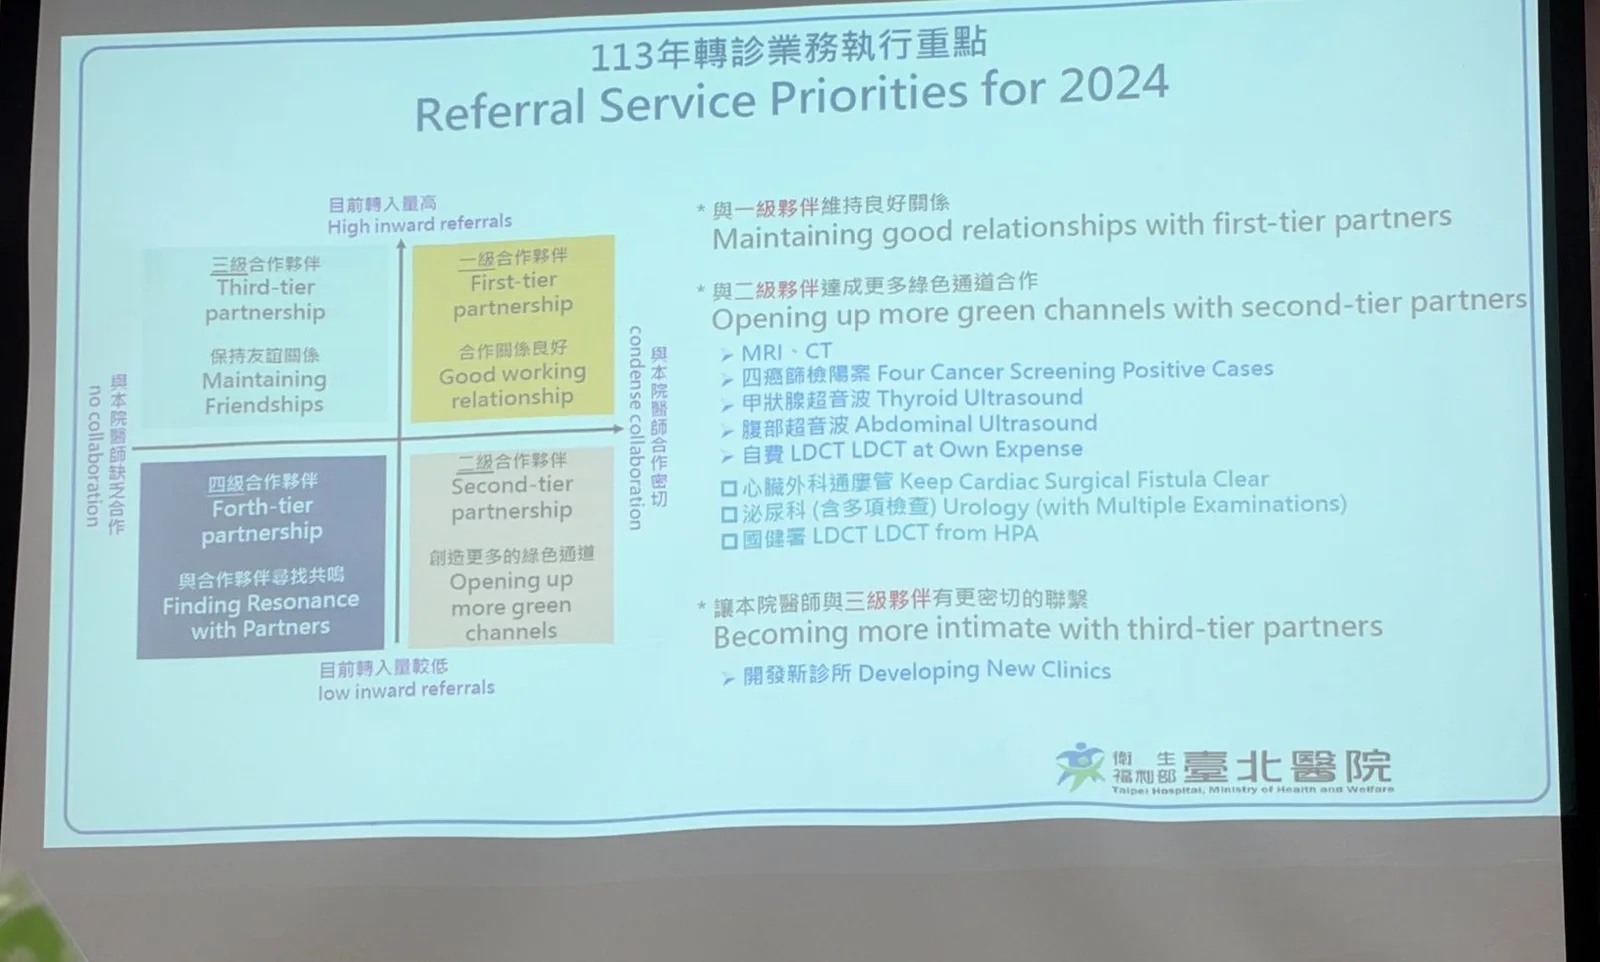 113年轉診業務執行重點
Referral Service Priorities for 2024
目前轉入量高
High inward referrals
三級合作夥伴
Third-tier
partnership
保持友誼關係
Maintaining
Friendships
一級合作夥伴
First-tier
partnership
合作關係良好
Good working
relationship
與本院醫師缺乏合作
no collaboration
與本院醫師合作密切
condense collaboration
四級合作夥伴
Forth-tier
partnership
與合作夥伴尋找共鳴
Finding Resonance
with Partners
二級合作夥伴
Second-tier
partnership
創造更多的綠色通道
Opening up
more green
channels
目前轉入量較低
low inward referrals
* 與一級夥伴維持良好關係
Maintaining good relationships with first-tier partners
* 與二級夥伴達成更多綠色通道合作
Opening up more green channels with second-tier partners
➢ MRI、CT
➢ 四癌篩檢陽案 Four Cancer Screening Positive Cases
➢ 甲狀腺超音波 Thyroid Ultrasound
➢ 腹部超音波 Abdominal Ultrasound
➢ 自費 LDCT LDCT at Own Expense
□ 心臟外科通廔管 Keep Cardiac Surgical Fistula Clear
□ 泌尿科 (含多項檢查) Urology (with Multiple Examinations)
□ 國健署 LDCT LDCT from HPA
* 讓本院醫師與三級夥伴有更密切的聯繫
Becoming more intimate with third-tier partners
➢ 開發新診所 Developing New Clinics
衛生福利部 臺北醫院
Taipei Hospital, Ministry of Health and Welfare